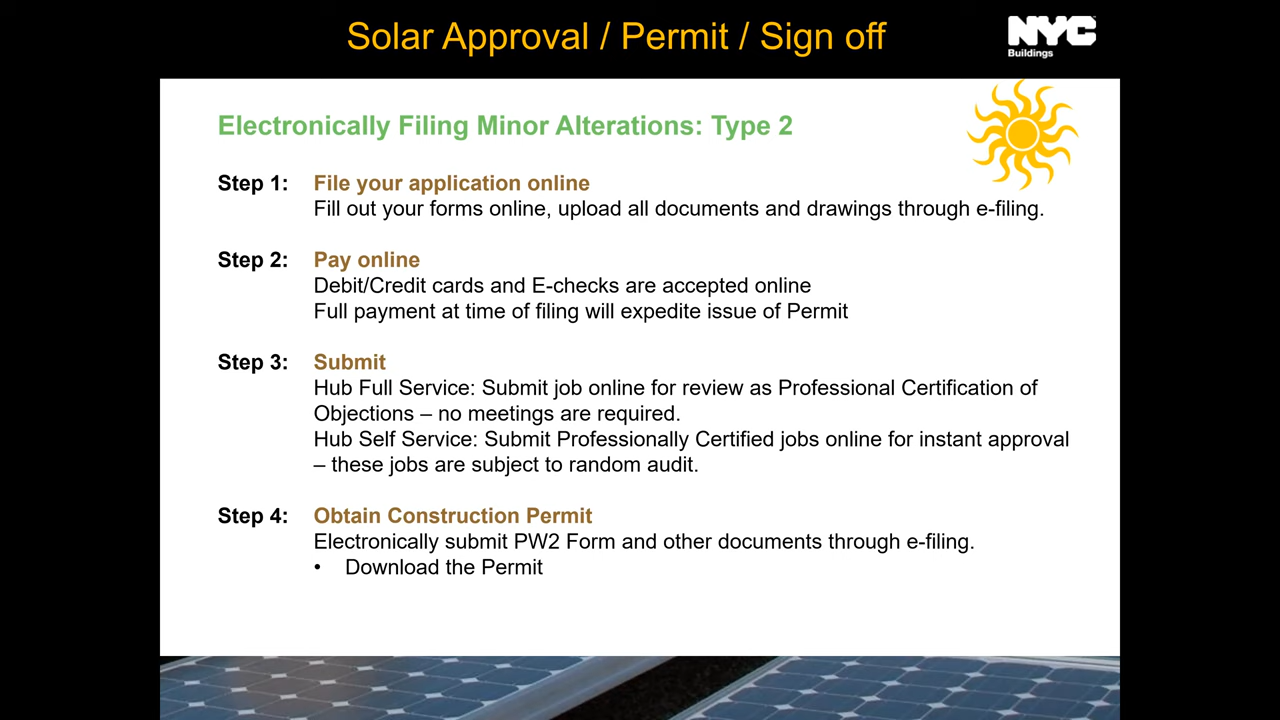 Solar Approval / Permit / Sign off
NYC
Buildings
Electronically Filing Minor Alterations: Type 2
Step 1: File your application online
Fill out your forms online, upload all documents and drawings through e-filing.
Step 2: Pay online
Debit/Credit cards and E-checks are accepted online
Full payment at time of filing will expedite issue of Permit
Step 3: Submit
Hub Full Service: Submit job online for review as Professional Certification of
Objections – no meetings are required.
Hub Self Service: Submit Professionally Certified jobs online for instant approval
– these jobs are subject to random audit.
Step 4: Obtain Construction Permit
Electronically submit PW2 Form and other documents through e-filing.
• Download the Permit